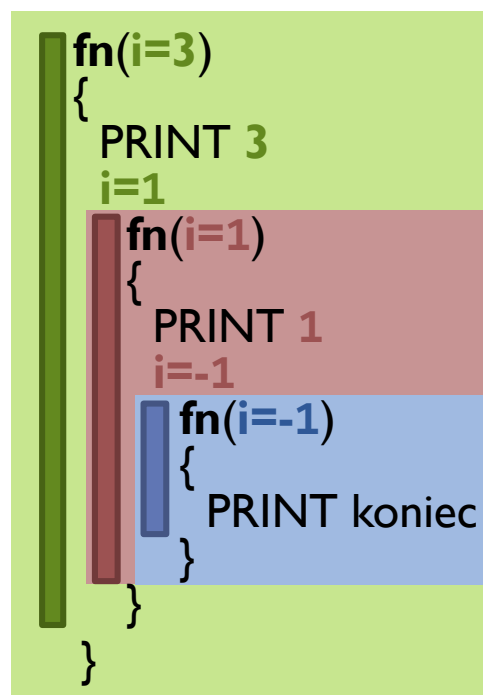 fn(i=3)
{
PRINT 3
i=1
fn(i=1)
{
PRINT 1
i=-1
fn(i=-1)
{
PRINT koniec
}
}
}